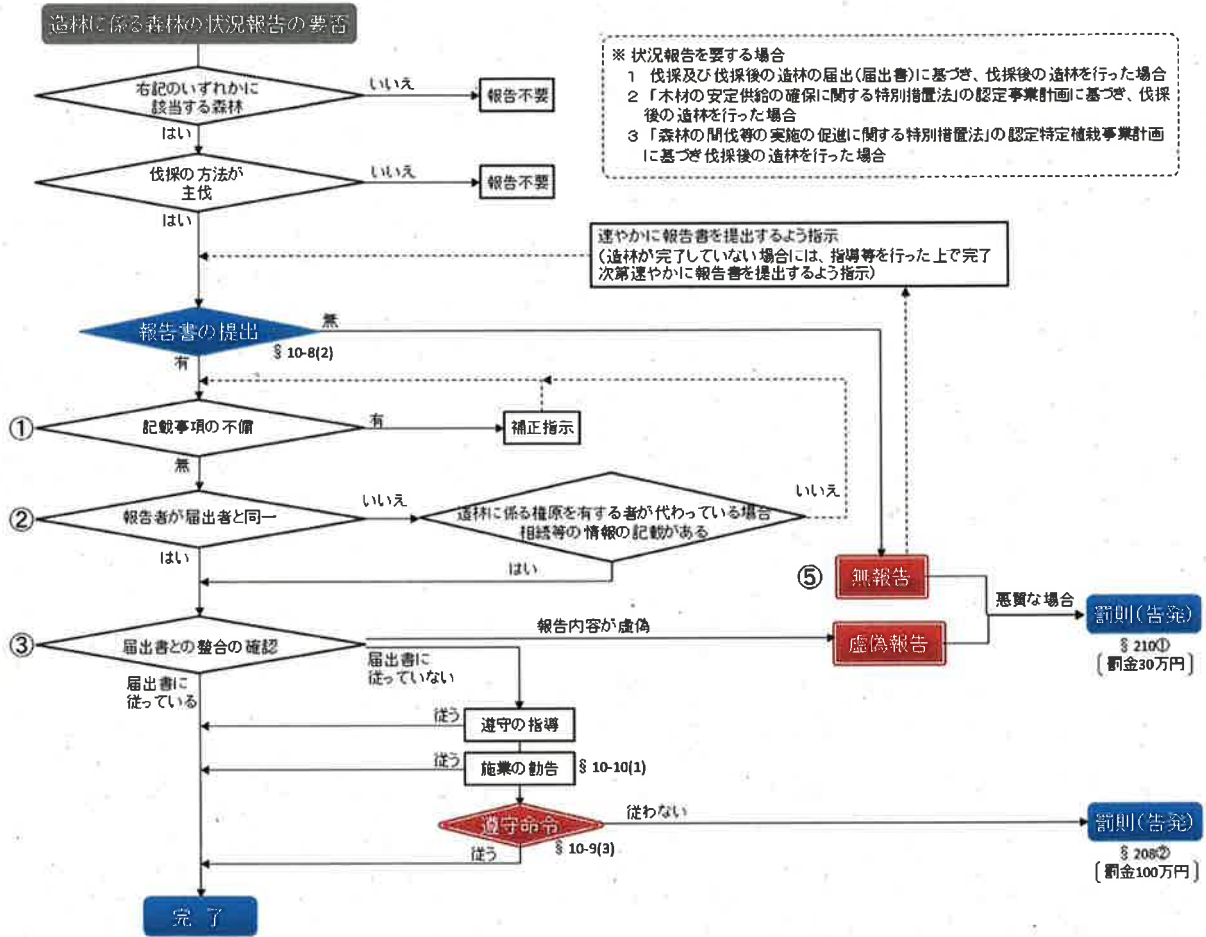 造林に係る森林の状況報告の要否
※ 状況報告を要する場合
1 伐採及び伐採後の造林の届出(届出書)に基づき、伐採後の造林を行った場合
2 「木材の安定供給の確保に関する特別措置法」の認定事業計画に基づき、伐採
後の造林を行った場合
3 「森林の間伐等の実施の促進に関する特別措置法」の認定特定植栽事業計画
に基づき伐採後の造林を行った場合
右記のいずれかに
該当する森林
いいえ
報告不要
はい
伐採の方法が
主伐
いいえ
報告不要
はい
速やかに報告書を提出するよう指示
(造林が完了していない場合には、指導等を行った上で完了
次第速やかに報告書を提出するよう指示)
報告書の提出
無
§ 10-8(2)
有
①
記載事項の不備
有
補正指示
無
②
報告者が届出者と同一
いいえ
造林に係る権原を有する者が代わっている場合
相続等の情報の記載がある
いいえ
はい
はい
⑤
無報告
悪質な場合
罰則(告発)
§ 210①
[罰金30万円]
③
届出書との整合の確認
報告内容が虚偽
虚偽報告
届出書に
従っていない
届出書に
従っている
従う
遵守の指導
従う
施業の勧告
§ 10-10(1)
遵守命令
従わない
§ 10-9(3)
従う
罰則(告発)
§ 208②
[罰金100万円]
完了